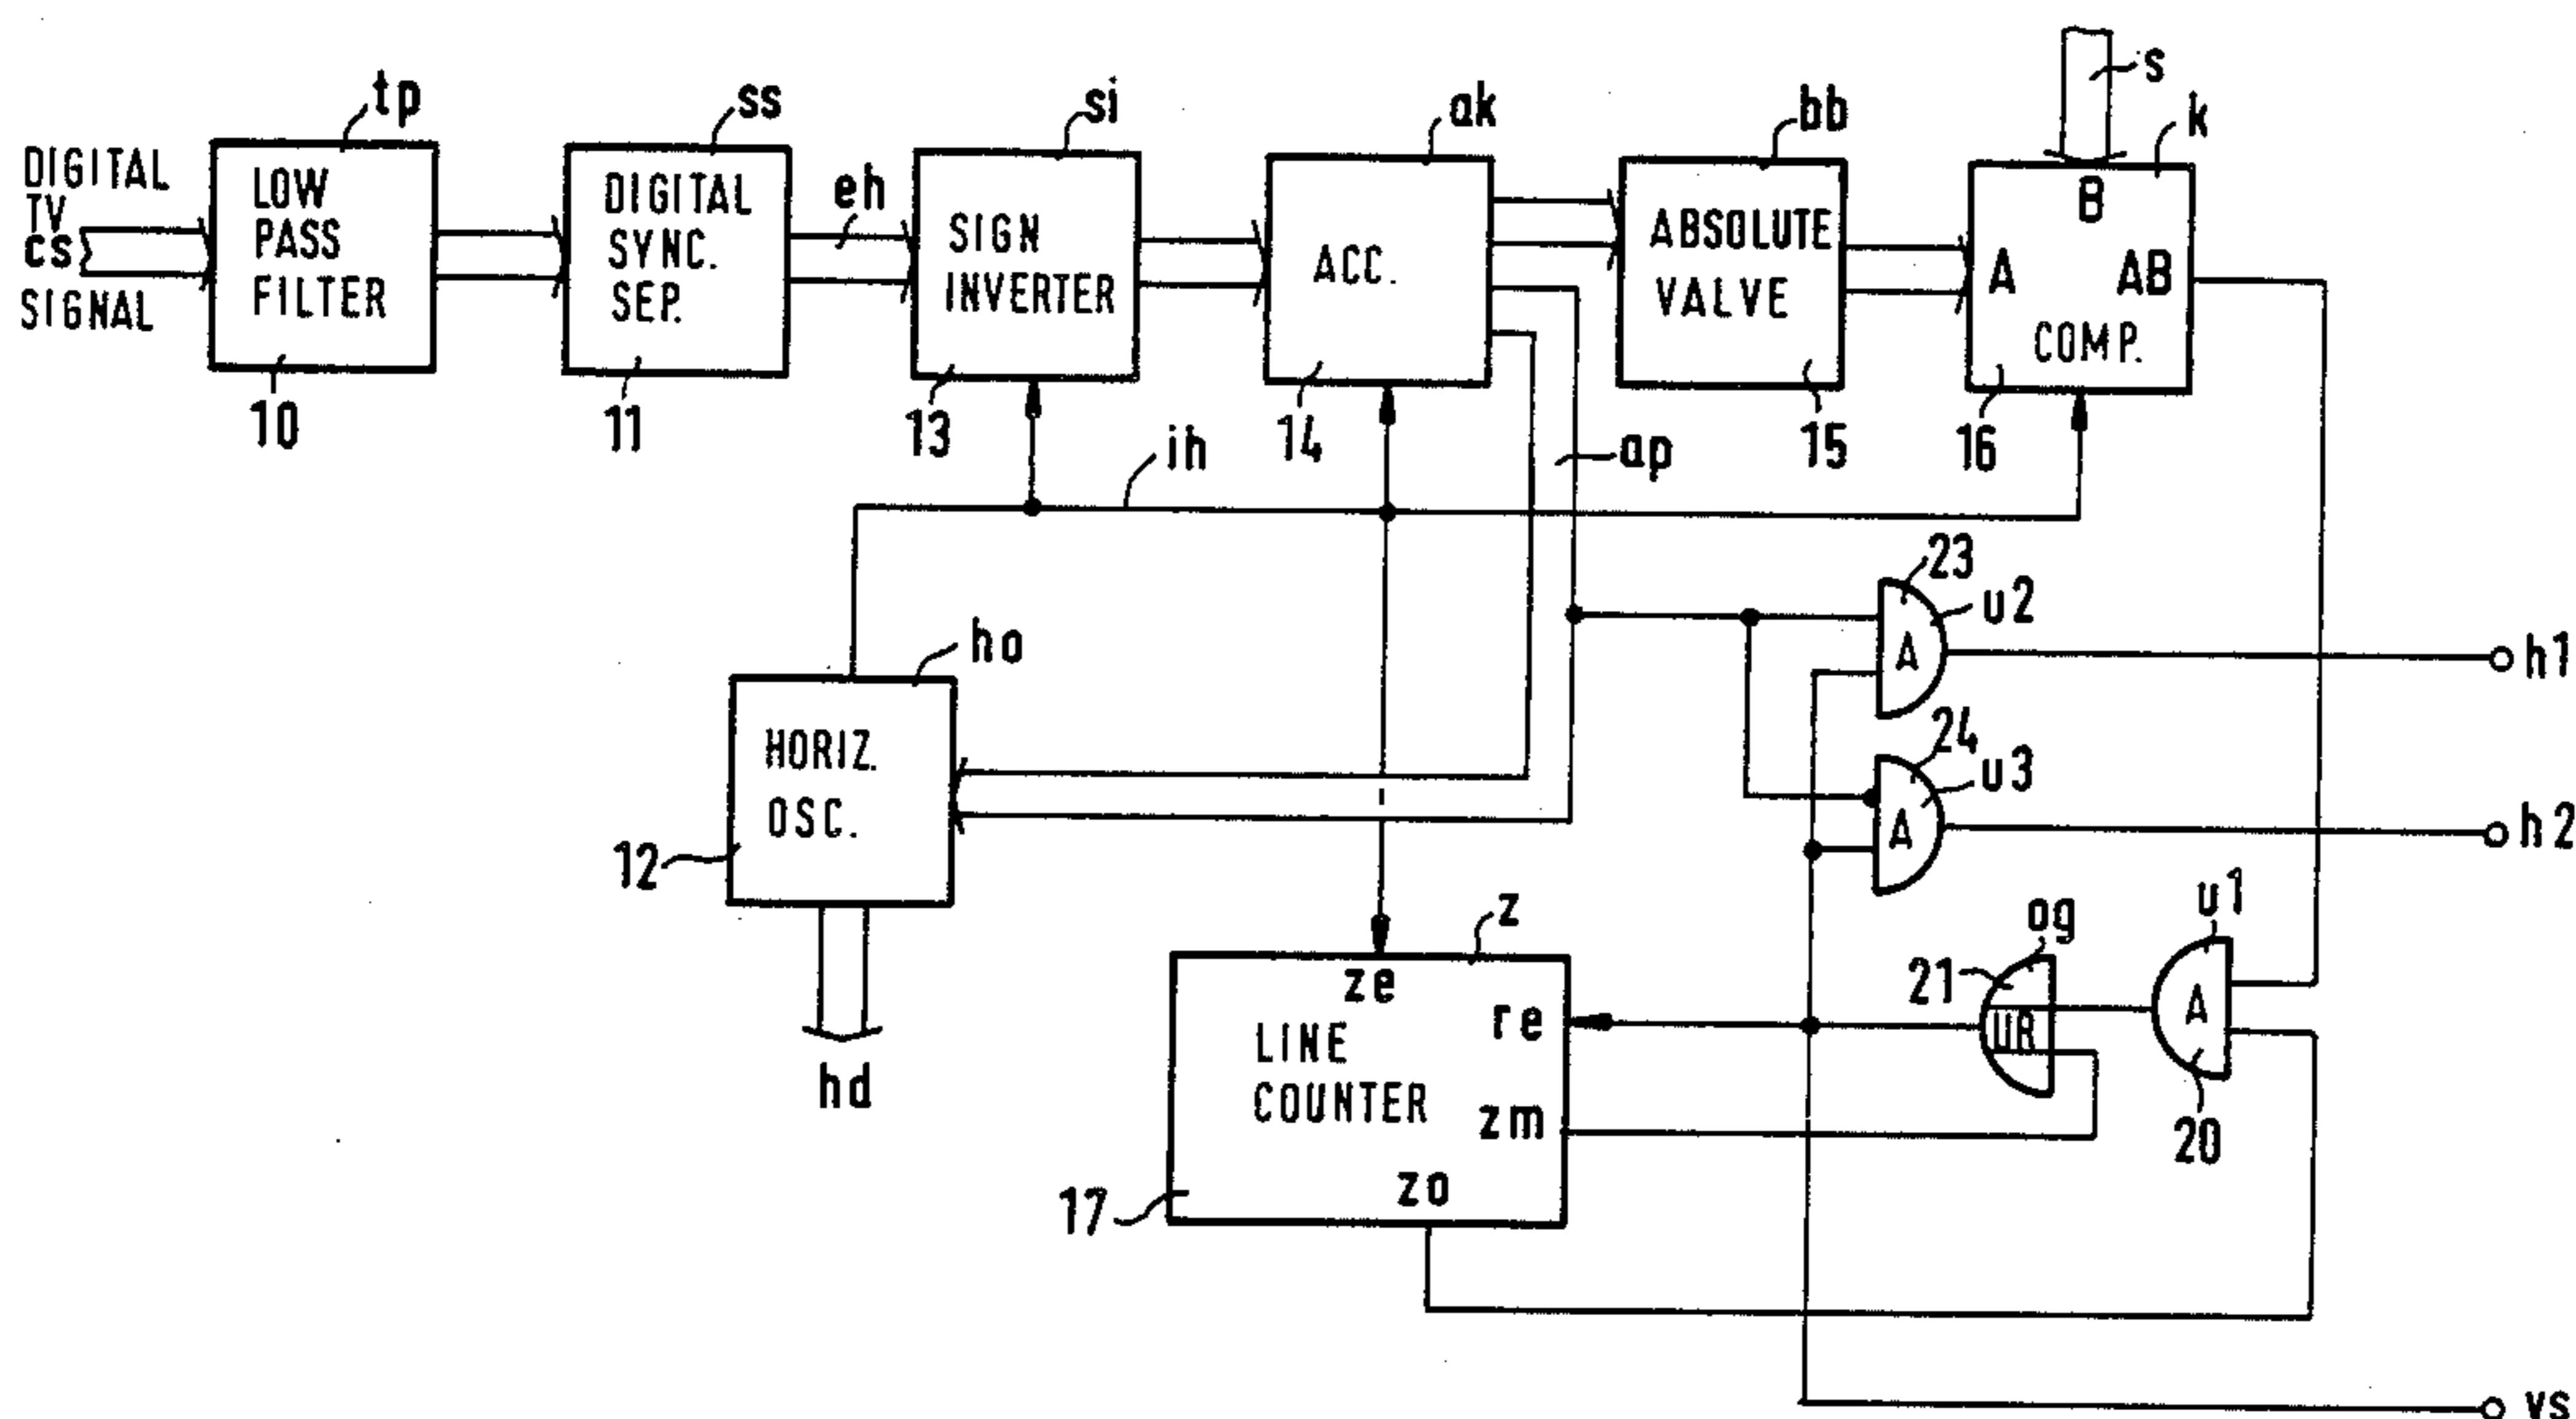 DIGITAL
TV
cs
SIGNAL
tp
LOW
PASS
FILTER
10
ss
DIGITAL
SYNC.
SEP.
11
eh
si
SIGN
INVERTER
13
ak
ACC.
14
bb
ABSOLUTE
VALVE
15
s
k
B
A
AB
COMP.
16
ih
ap
ho
HORIZ.
OSC.
12
hd
23
u2
A
h1
24
u3
A
h2
z
ze
LINE
COUNTER
re
zm
zo
17
og
21
u1
A
20
vs